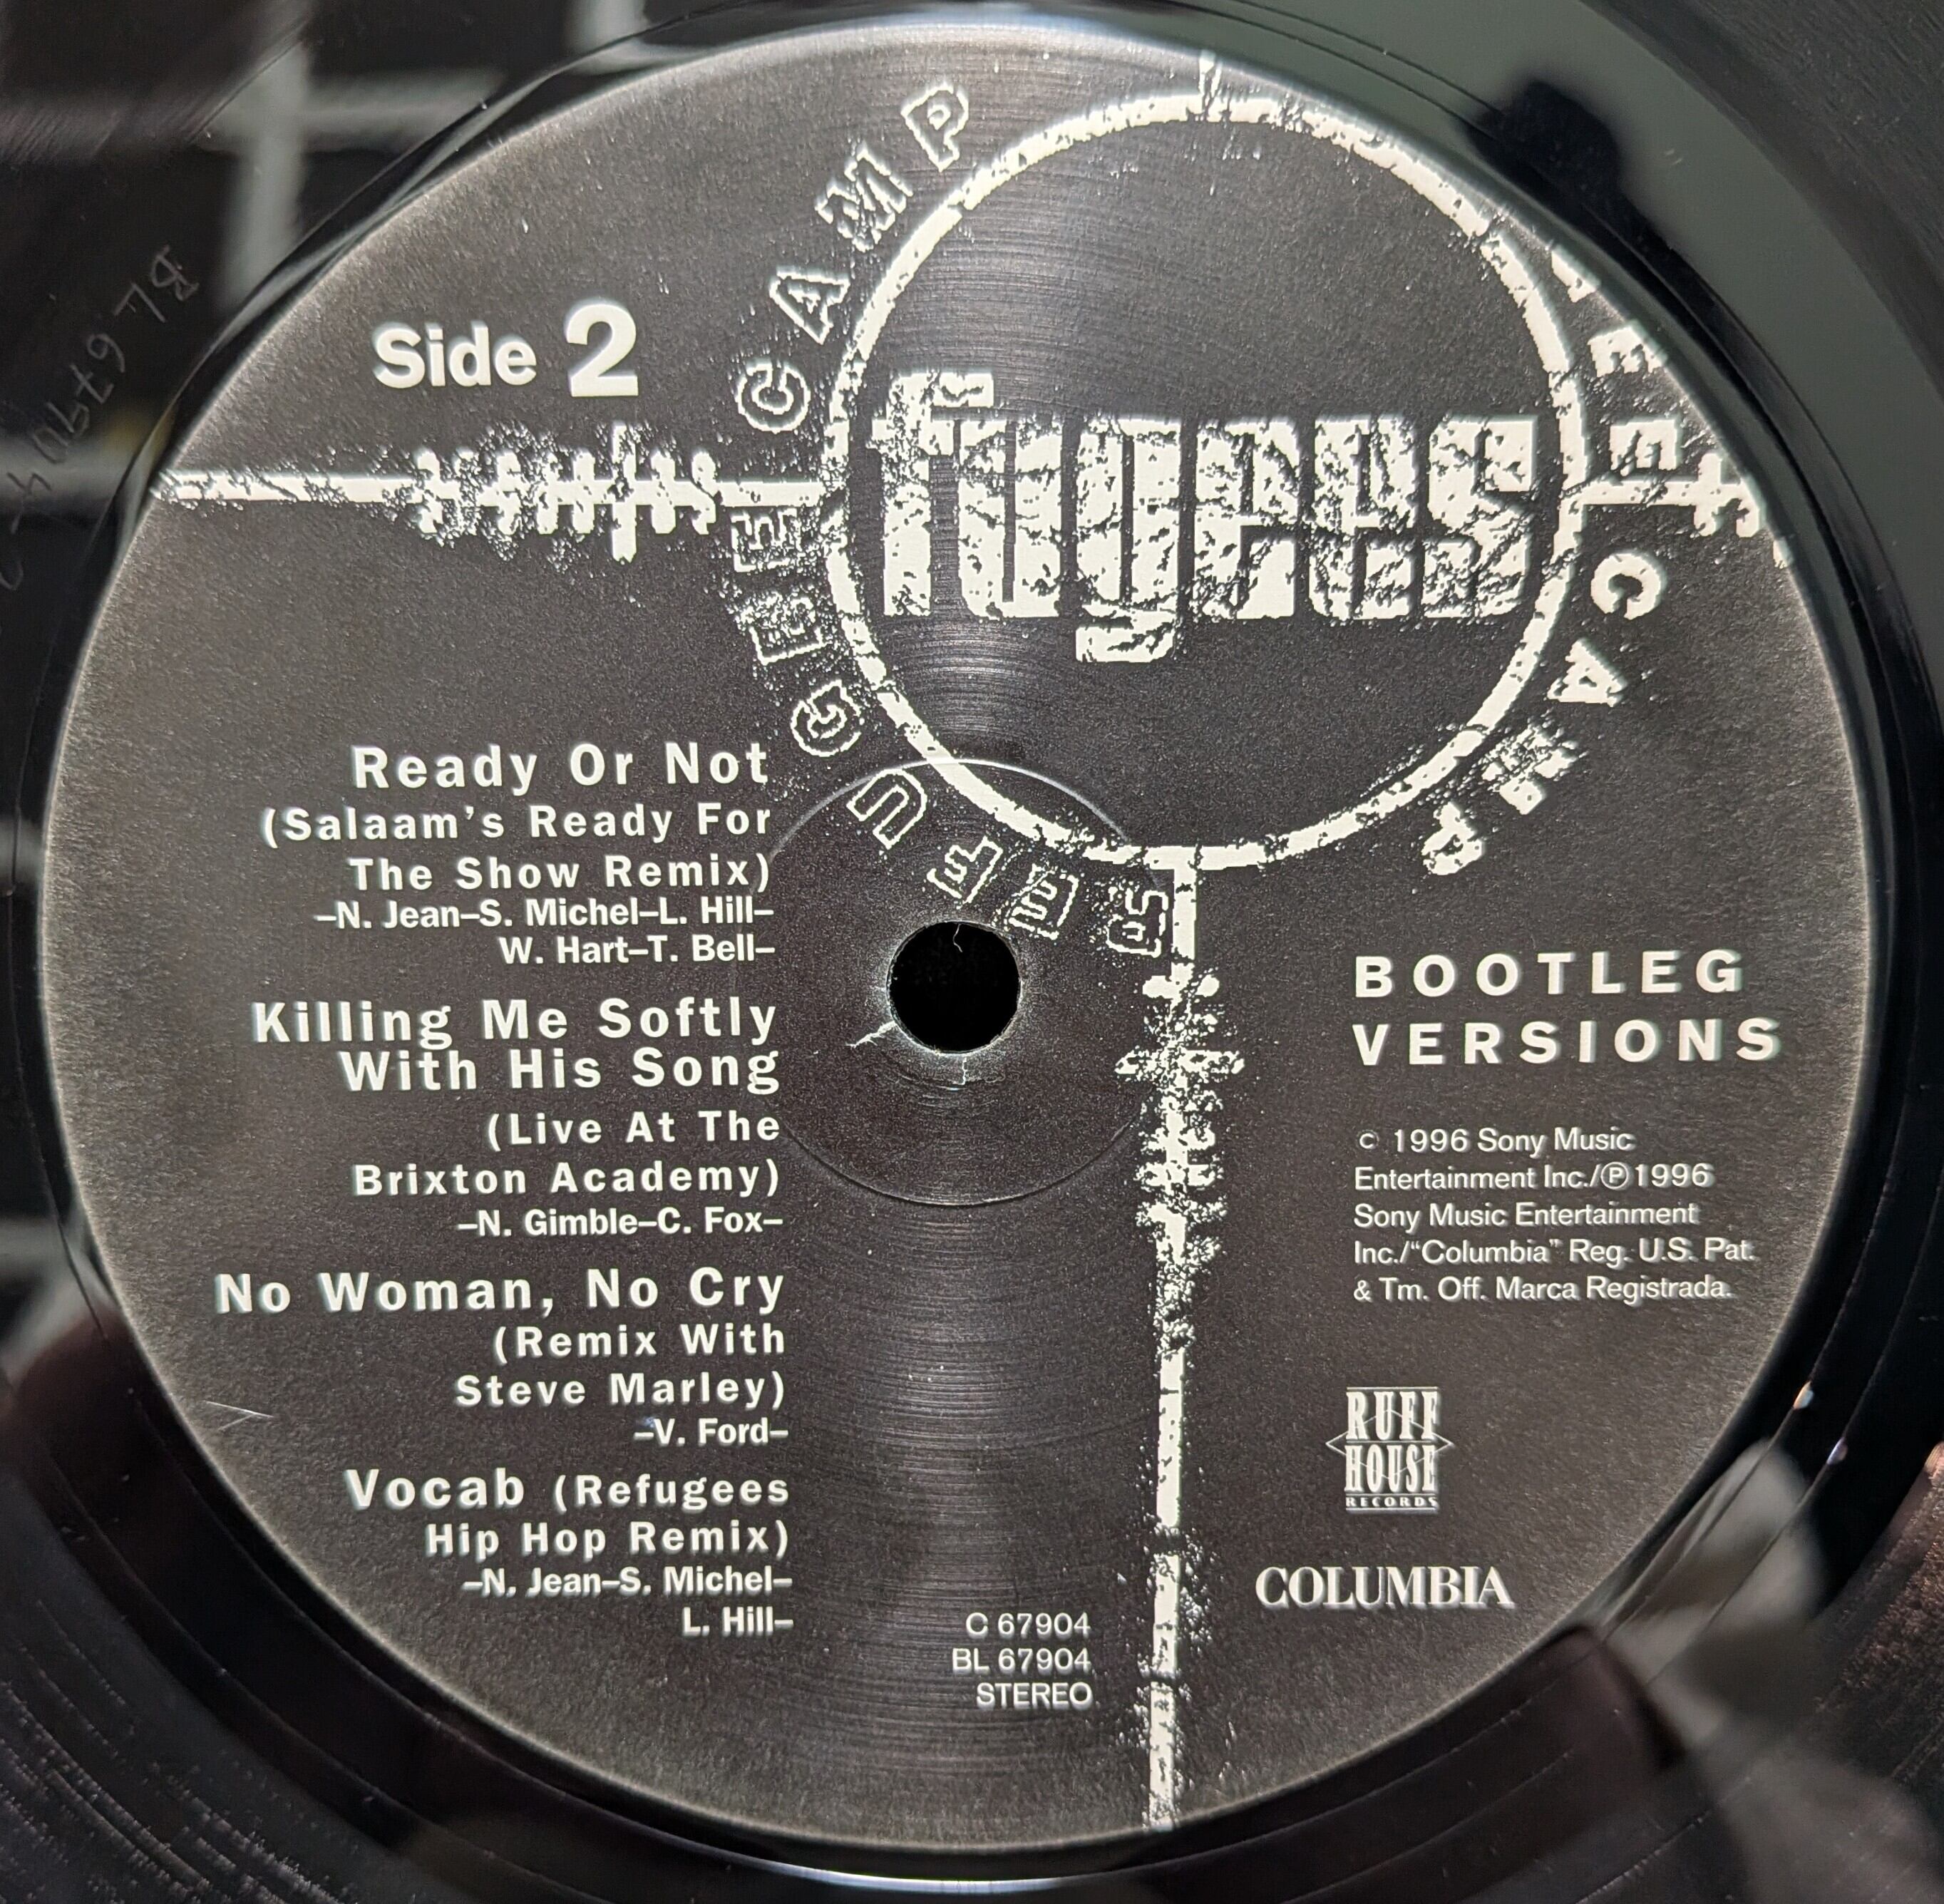 Side 2
REFUGEE CAMP
fugees
CAMP
Ready Or Not
(Salaam's Ready For
The Show Remix)
–N. Jean–S. Michel–L. Hill–
W. Hart–T. Bell–
Killing Me Softly
With His Song
(Live At The
Brixton Academy)
–N. Gimble–C. Fox–
No Woman, No Cry
(Remix With
Steve Marley)
–V. Ford–
Vocab (Refugees
Hip Hop Remix)
–N. Jean–S. Michel–
L. Hill–
C 67904
BL 67904
STEREO
BOOTLEG
VERSIONS
© 1996 Sony Music
Entertainment Inc./℗1996
Sony Music Entertainment
Inc./“Columbia” Reg. U.S. Pat.
& Tm. Off. Marca Registrada.
RUFF
HOUSE
RECORDS
COLUMBIA
BL 67904